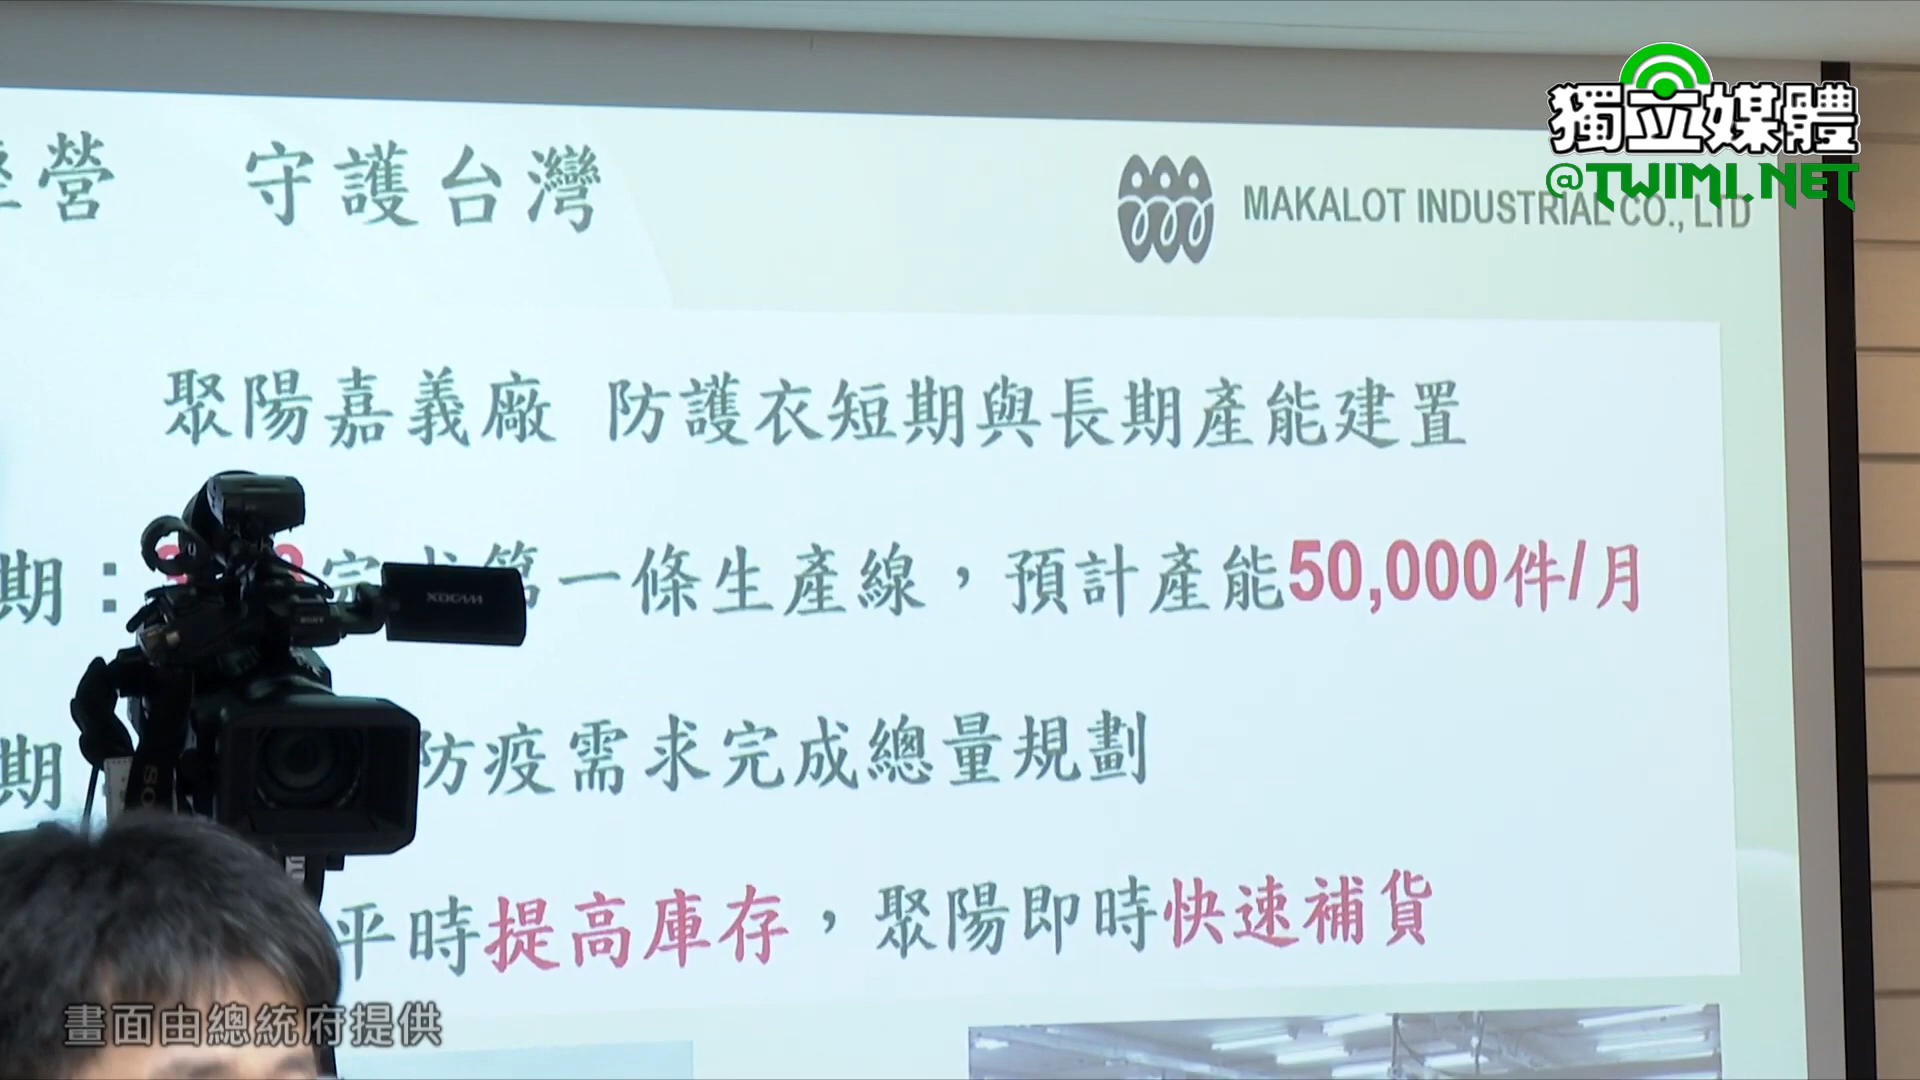 獨立媒體
@TWIMI.NET
營 守護台灣
MAKALOT INDUSTRIAL CO., LTD
聚陽嘉義廠 防護衣短期與長期產能建置
期：完成第一條生產線，預計產能50,000件/月
XDCAM
期：防疫需求完成總量規劃
平時提高庫存，聚陽即時快速補貨
畫面由總統府提供